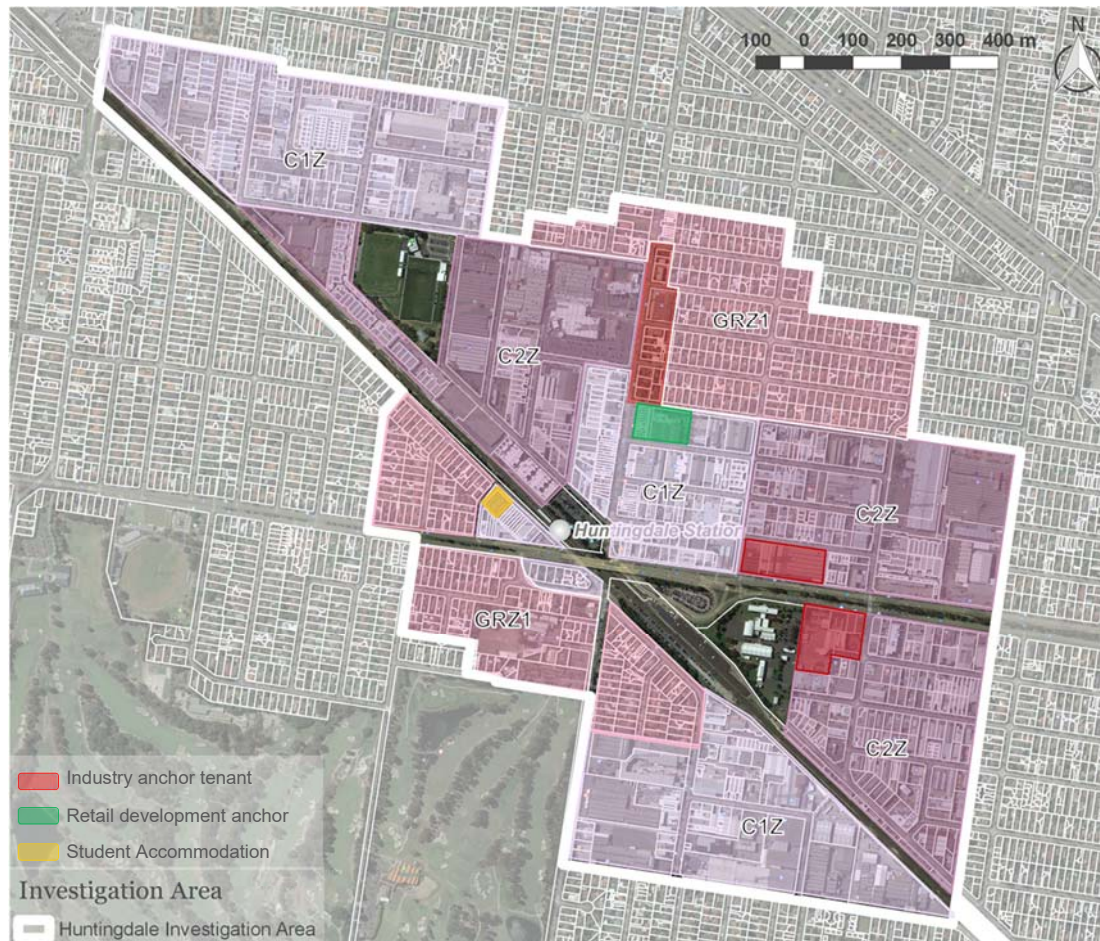 100 0 100 200 300 400 m
N
C1Z
GRZ1
C2Z
C1Z
C2Z
Huntingdale Station
GRZ1
C2Z
C1Z
Industry anchor tenant
Retail development anchor
Student Accommodation
Investigation Area
Huntingdale Investigation Area